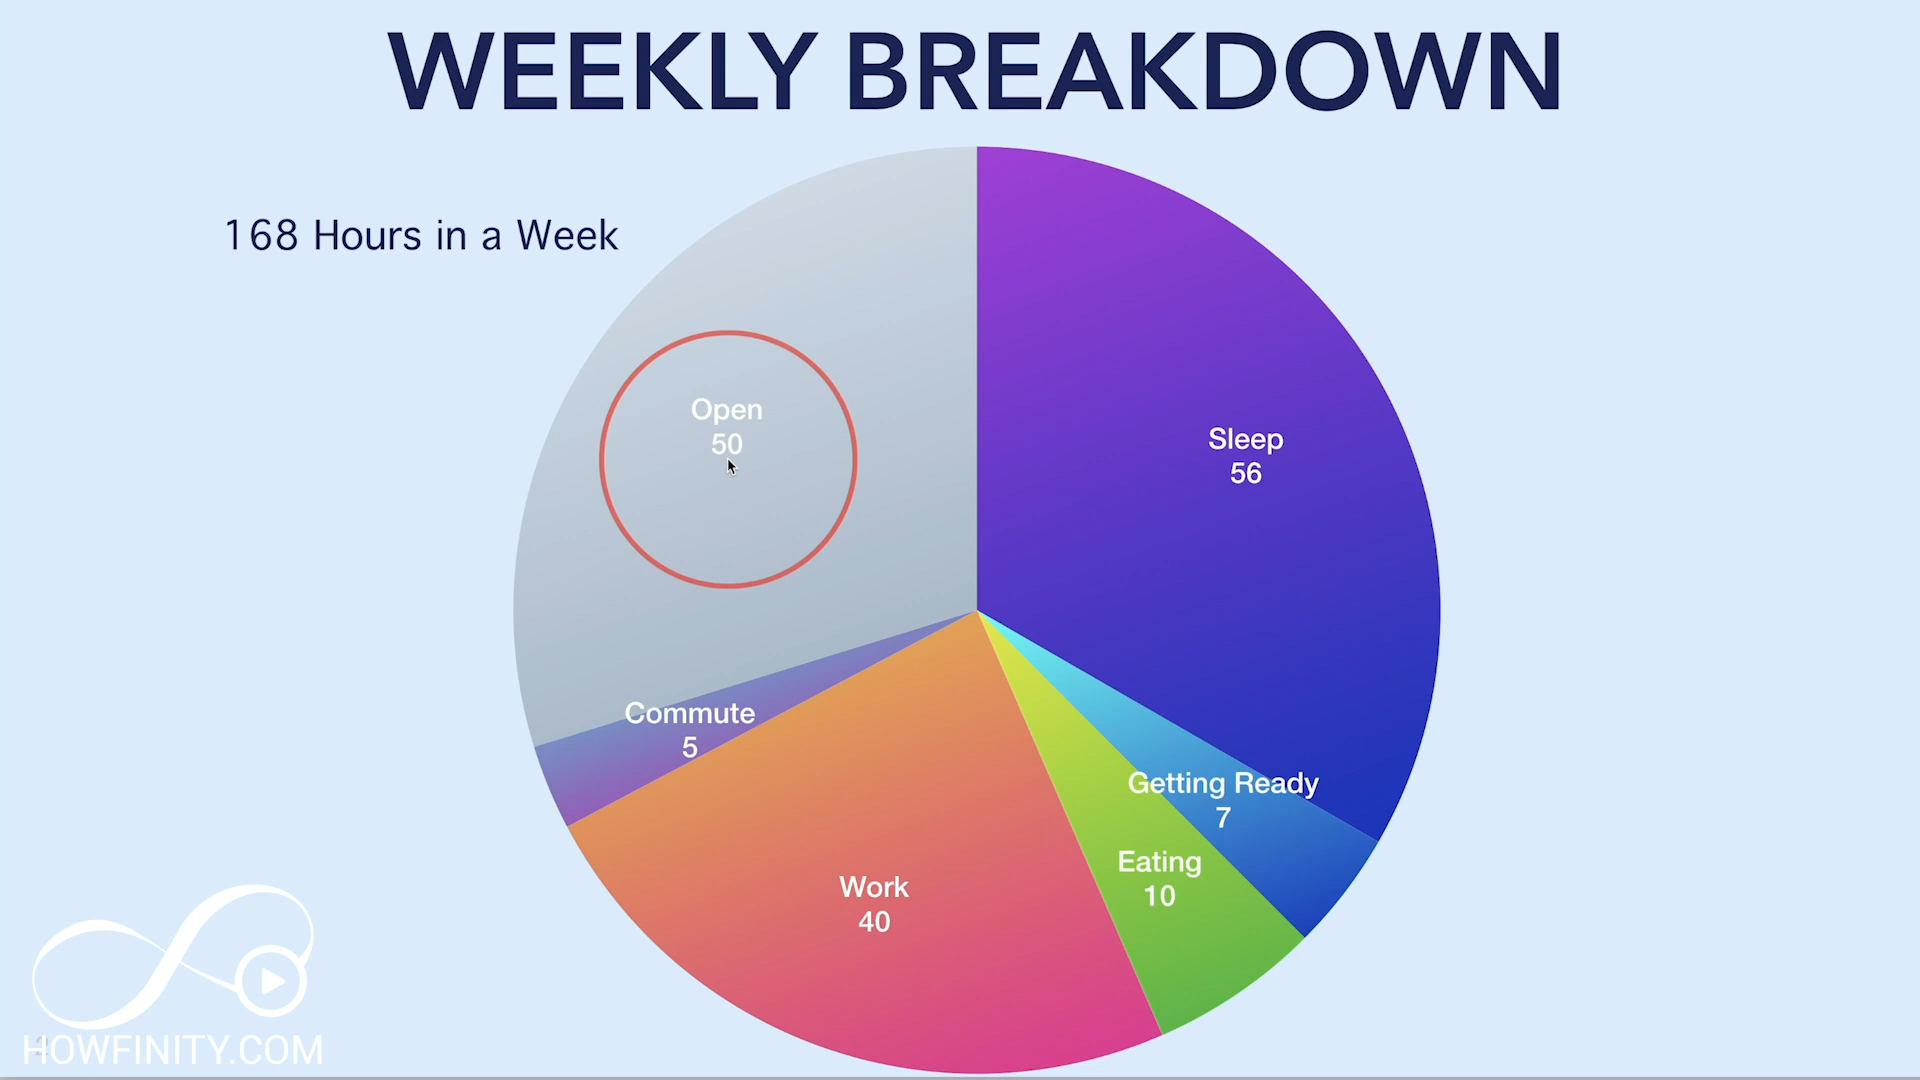 WEEKLY BREAKDOWN
168 Hours in a Week
Open
50
Sleep
56
Commute
5
Getting Ready
7
Eating
10
Work
40
HOWFINITY.COM